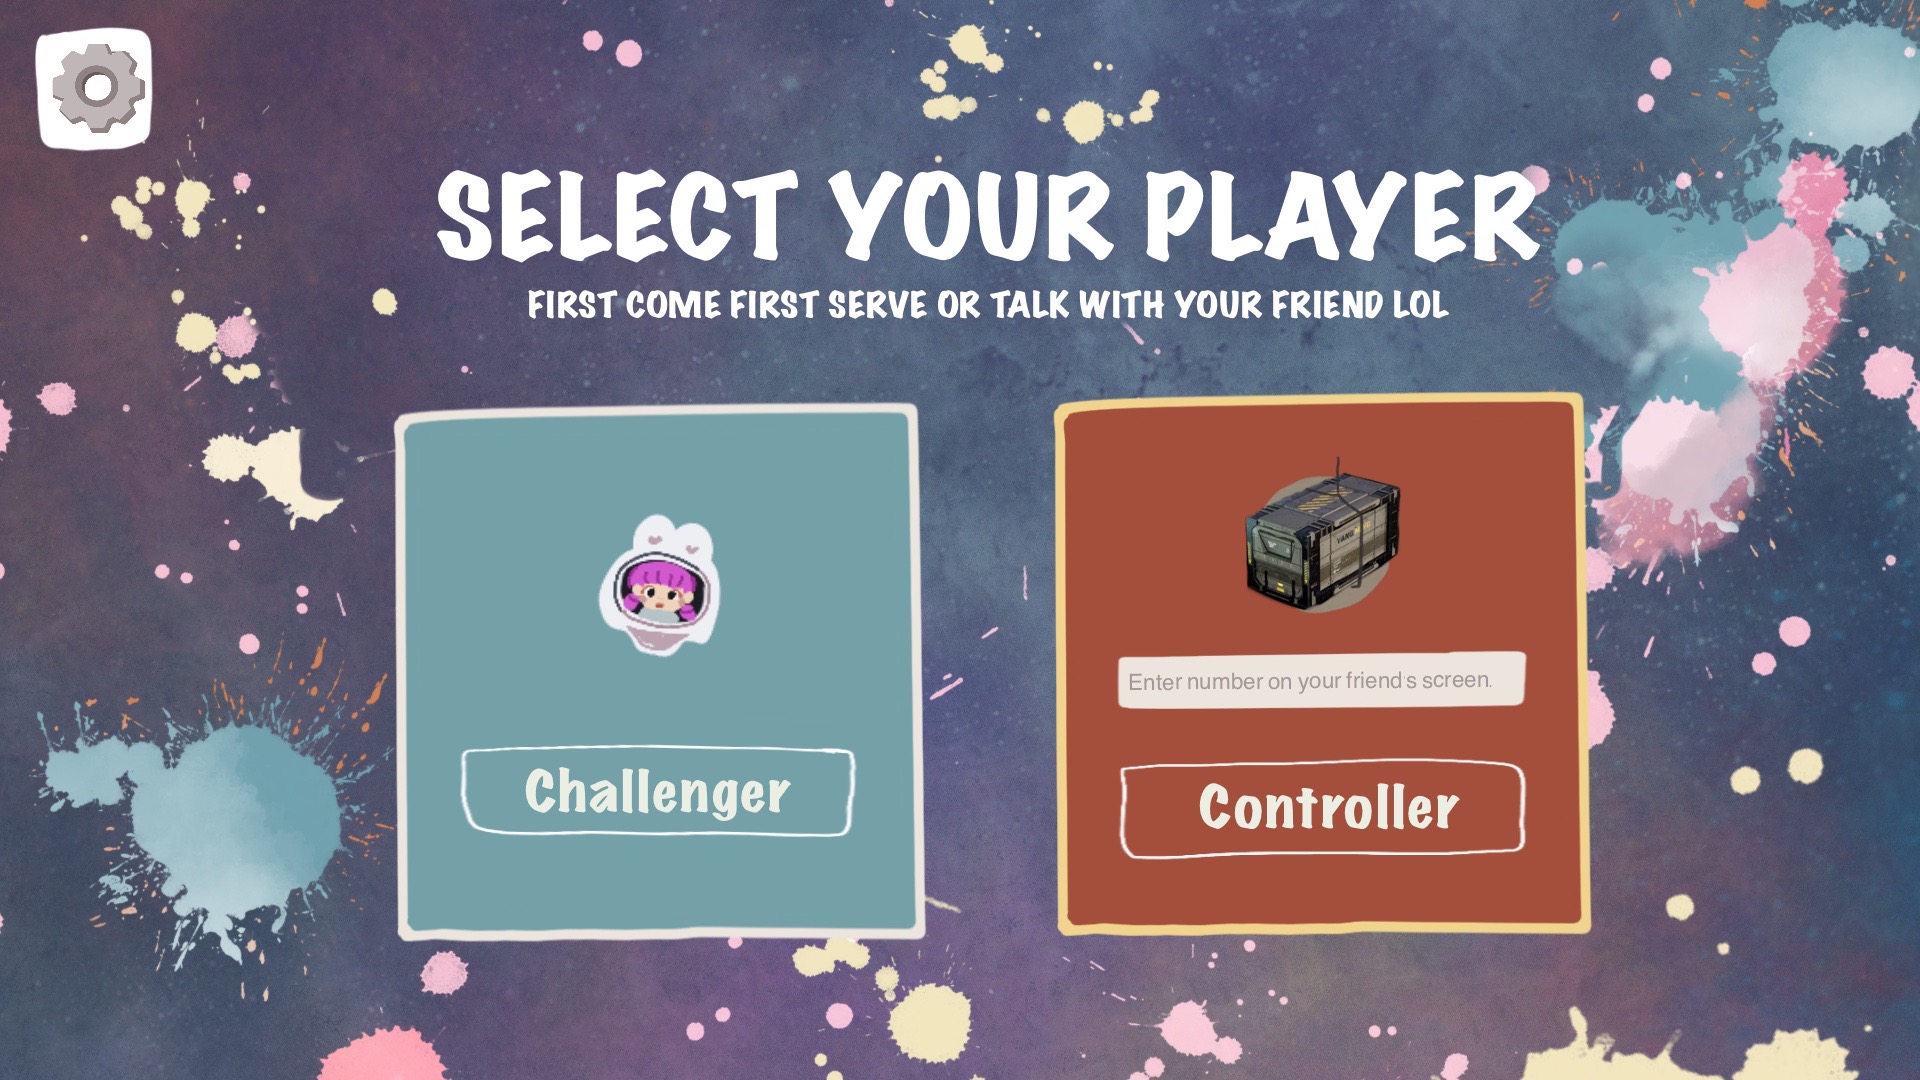 SELECT YOUR PLAYER
FIRST COME FIRST SERVE OR TALK WITH YOUR FRIEND LOL
Enter number on your friend's screen.
Challenger
Controller